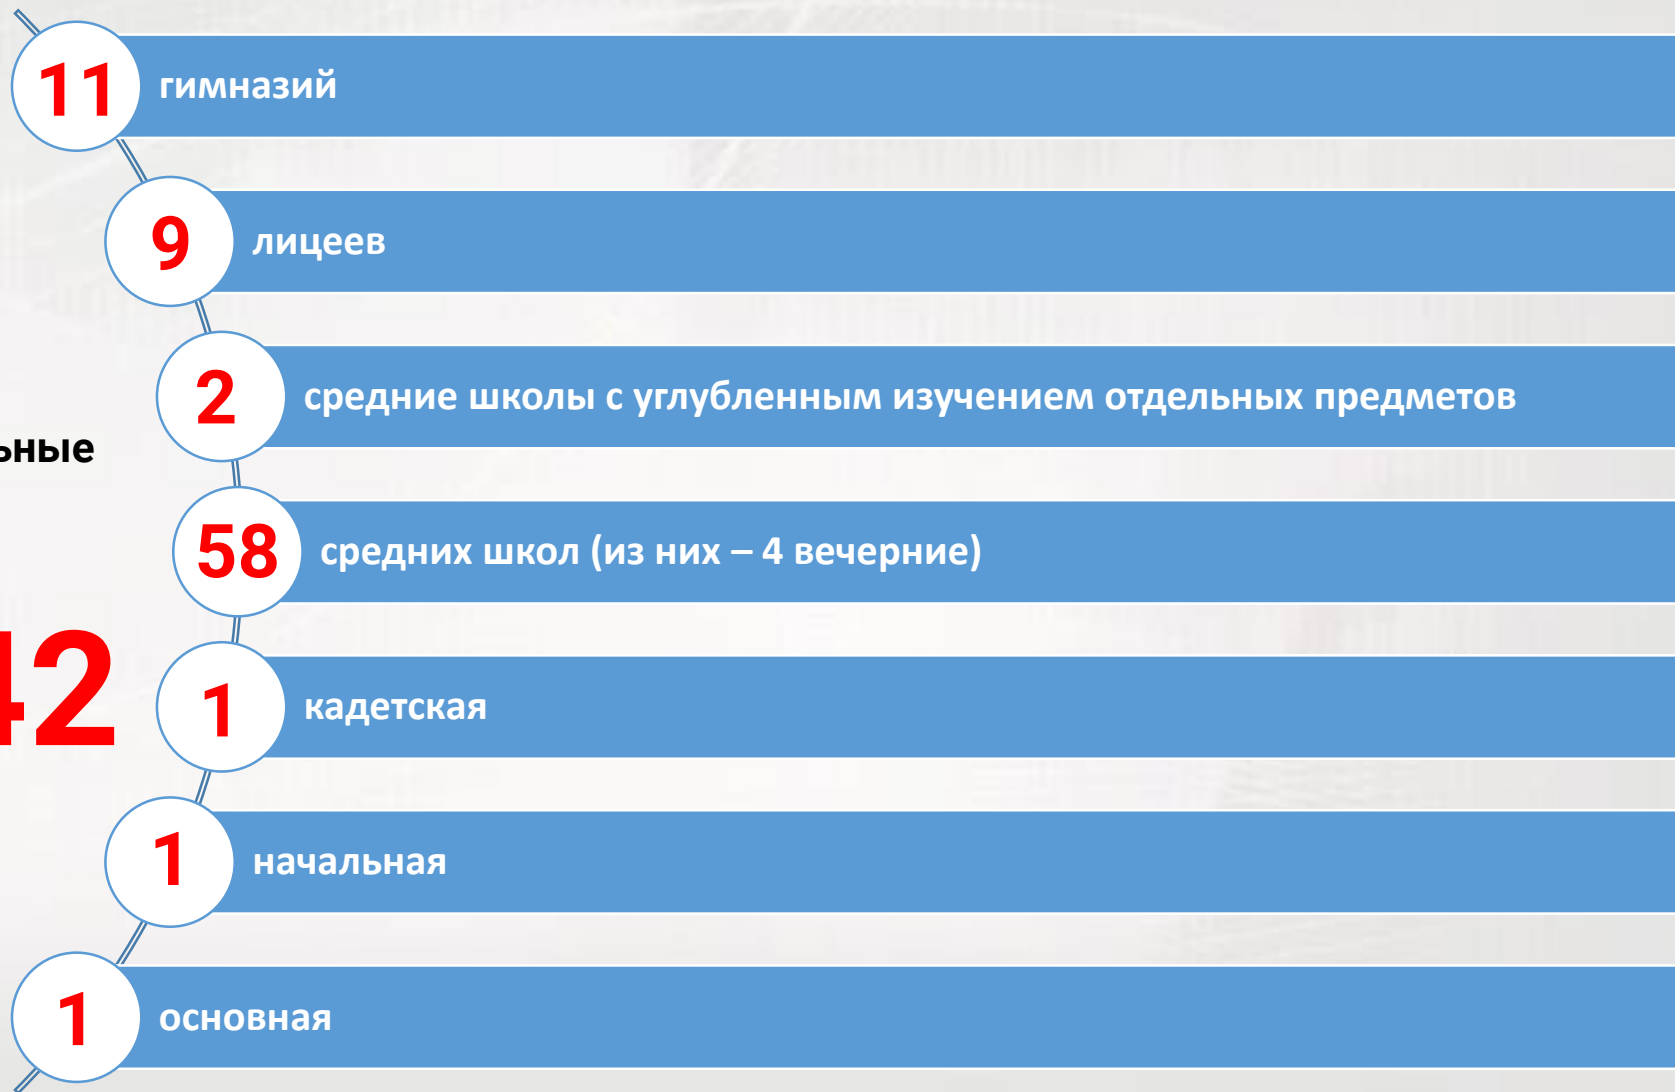 11 гимназий
9 лицеев
2 средние школы с углубленным изучением отдельных предметов
ьные
58 средних школ (из них – 4 вечерние)
42
1 кадетская
1 начальная
1 основная